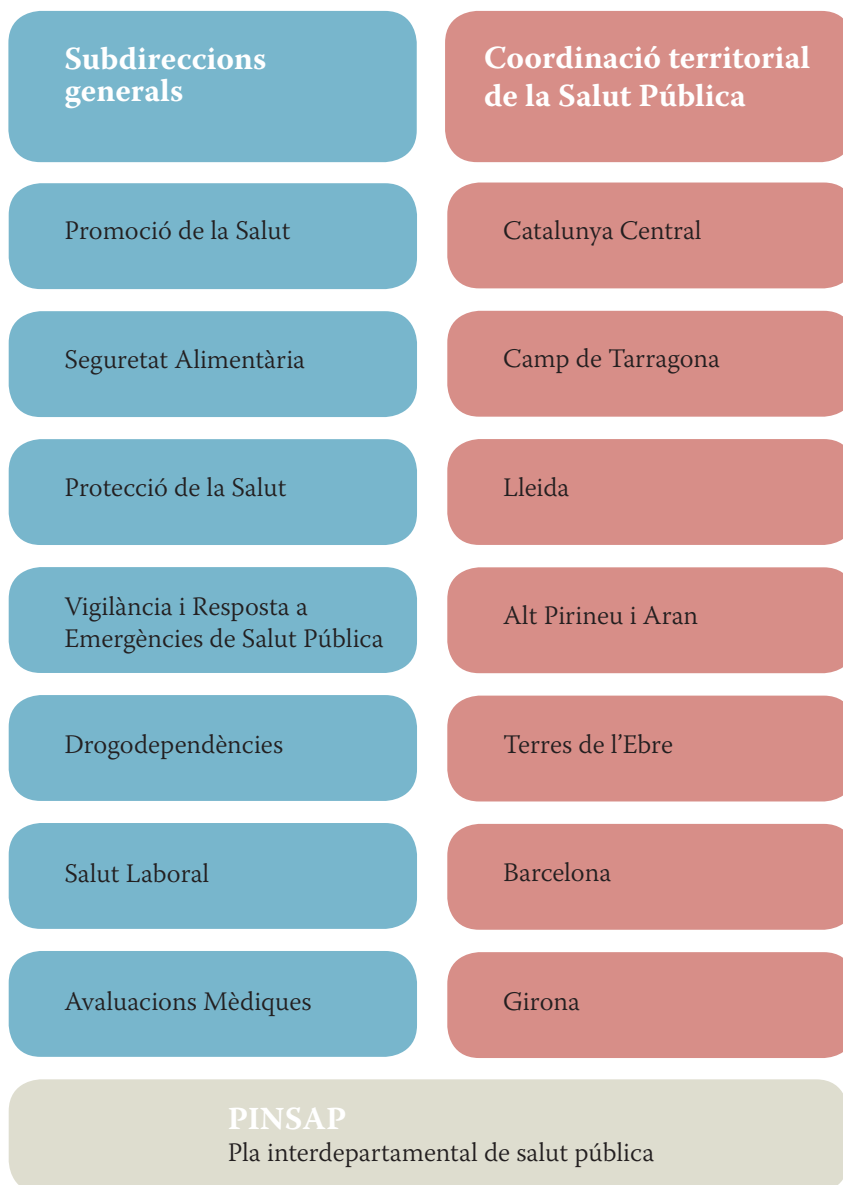 Subdireccions
generals
Coordinació territorial
de la Salut Pública
Promoció de la Salut
Catalunya Central
Seguretat Alimentària
Camp de Tarragona
Protecció de la Salut
Lleida
Vigilància i Resposta a
Emergències de Salut Pública
Alt Pirineu i Aran
Drogodependències
Terres de l’Ebre
Salut Laboral
Barcelona
Avaluacions Mèdiques
Girona
PINSAP
Pla interdepartamental de salut pública